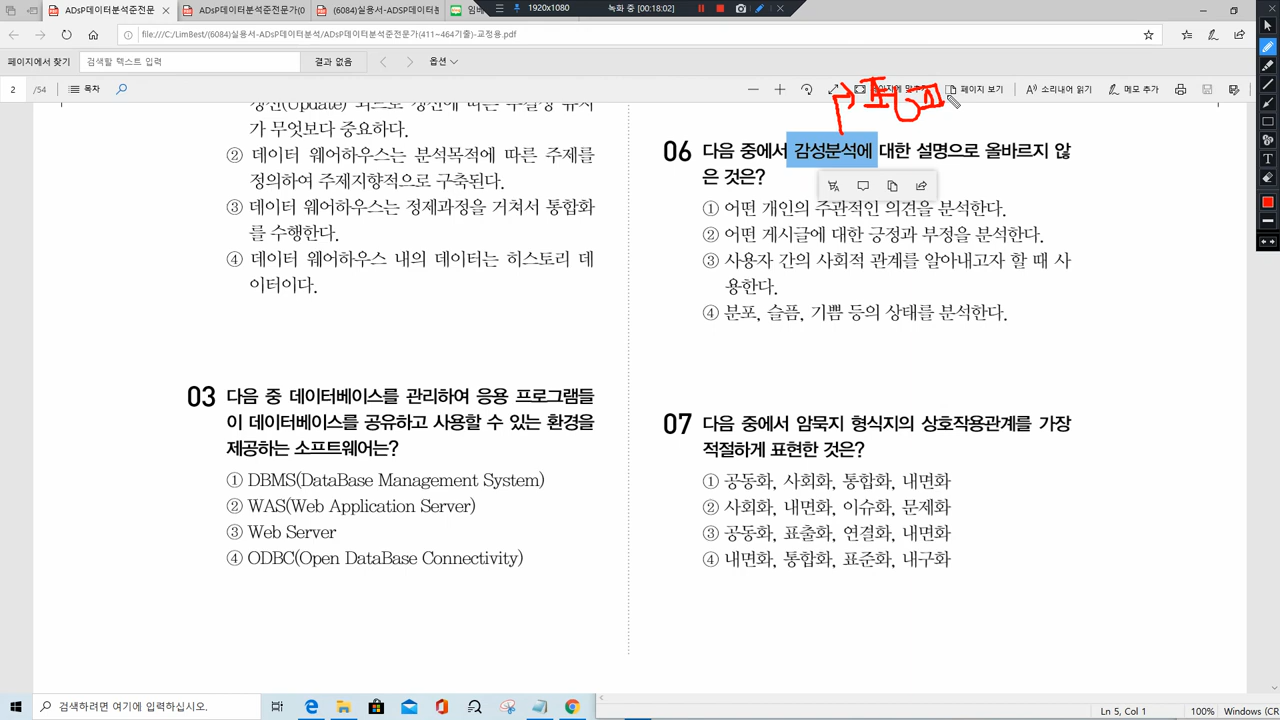 ADsP데이터분석준전문
ADsP데이터분석준전문가(0
(6084)실용서-ADsP데이터분
1920x1080
녹화 중 [00:18:02]
file:///C:/LimBest/(6084)실용서-ADsP데이터분석/ADsP데이터분석준전문가(411~464기출)-교정용.pdf
페이지에서 찾기
검색할 텍스트 입력
결과 없음
옵션
2
/54
목차
페이지 보기
소리내어 읽기
메모 추가
가 무엇보다 중요하다.
② 데이터 웨어하우스는 분석목적에 따른 주제를
정의하여 주제지향적으로 구축된다.
③ 데이터 웨어하우스는 정제과정을 거쳐서 통합화
를 수행한다.
④ 데이터 웨어하우스 내의 데이터는 히스토리 데
이터이다.
03 다음 중 데이터베이스를 관리하여 응용 프로그램들
이 데이터베이스를 공유하고 사용할 수 있는 환경을
제공하는 소프트웨어는?
① DBMS(DataBase Management System)
② WAS(Web Application Server)
③ Web Server
④ ODBC(Open DataBase Connectivity)
06 다음 중에서 감성분석에 대한 설명으로 올바르지 않
은 것은?
① 어떤 개인의 주관적인 의견을 분석한다.
② 어떤 게시글에 대한 긍정과 부정을 분석한다.
③ 사용자 간의 사회적 관계를 알아내고자 할 때 사
용한다.
④ 분포, 슬픔, 기쁨 등의 상태를 분석한다.
07 다음 중에서 암묵지 형식지의 상호작용관계를 가장
적절하게 표현한 것은?
① 공동화, 사회화, 통합화, 내면화
② 사회화, 내면화, 이슈화, 문제화
③ 공동화, 표출화, 연결화, 내면화
④ 내면화, 통합화, 표준화, 내구화
검색하려면 여기에 입력하십시오.
Ln 5, Col 1
100%
Windows (CR